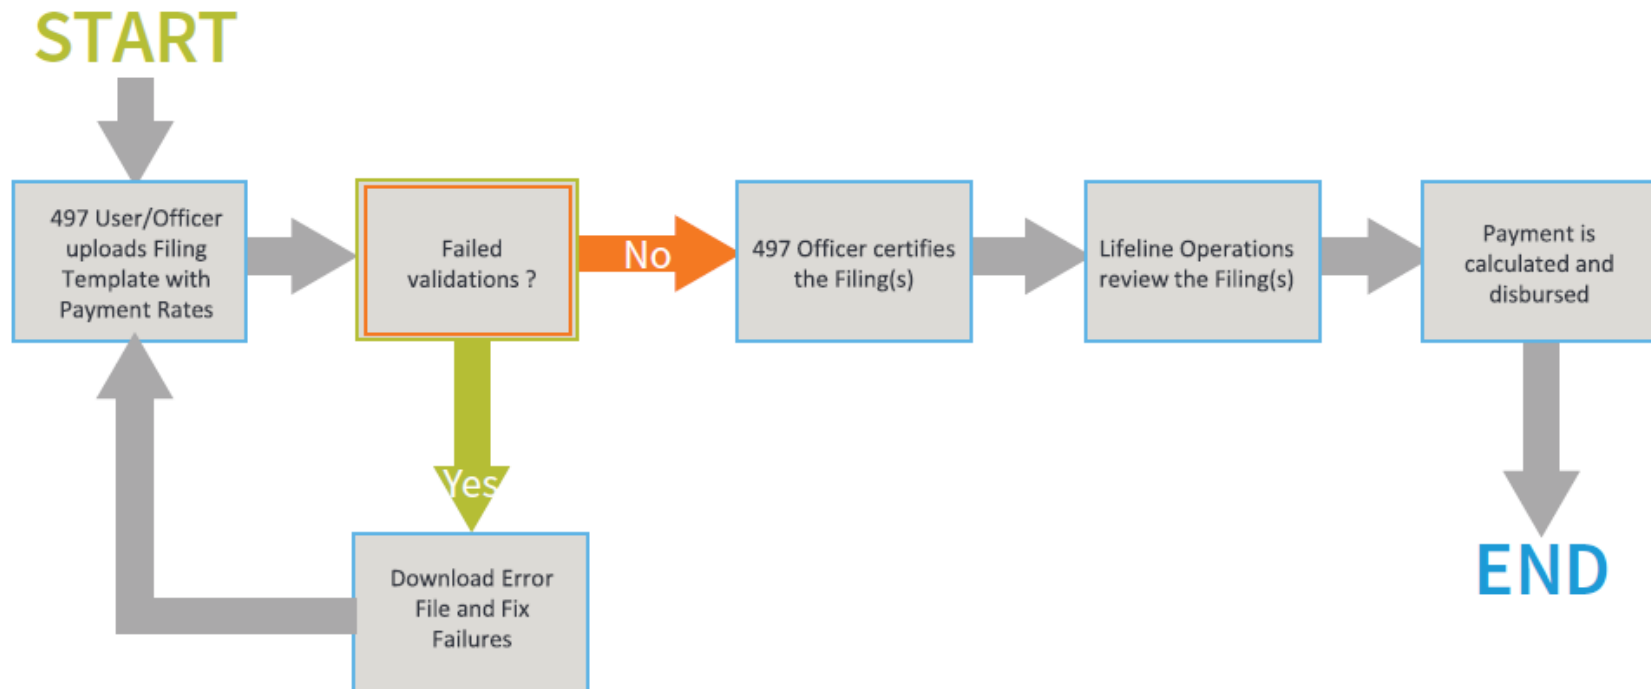 START
497 User/Officer
uploads Filing
Template with
Payment Rates
Failed
validations ?
No
497 Officer certifies
the Filing(s)
Lifeline Operations
review the Filing(s)
Payment is
calculated and
disbursed
Yes
Download Error
File and Fix
Failures
END